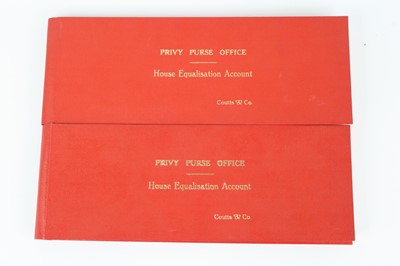 PRIVY PURSE OFFICE
House Equalisation Account
Coutts & Co
PRIVY PURSE OFFICE
House Equalisation Account
Coutts & Co